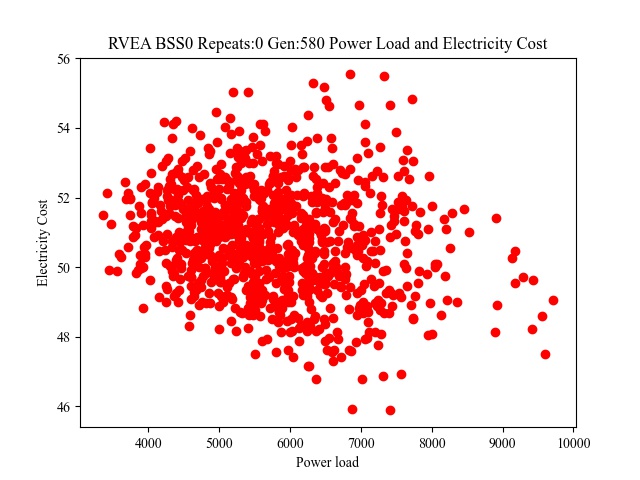 RVEA BSS0 Repeats:0 Gen:580 Power Load and Electricity Cost
56
54
52
50
48
46
Electricity Cost
4000 5000 6000 7000 8000 9000 10000
Power load